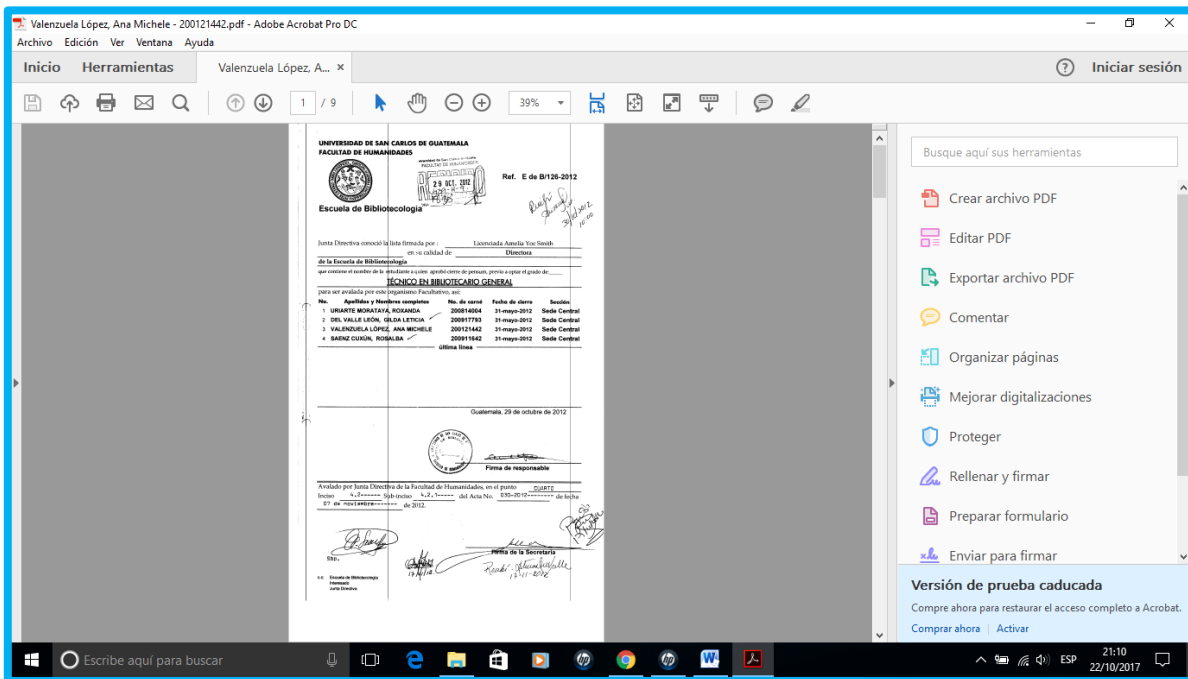 Valenzuela López, Ana Michele - 200121442.pdf - Adobe Acrobat Pro DC
Archivo Edición Ver Ventana Ayuda
Inicio Herramientas Valenzuela López, A... × ? Iniciar sesión
1 / 9 39%
Busque aquí sus herramientas
Crear archivo PDF
Editar PDF
Exportar archivo PDF
Comentar
Organizar páginas
Mejorar digitalizaciones
Proteger
Rellenar y firmar
Preparar formulario
Enviar para firmar
Versión de prueba caducada
Compre ahora para restaurar el acceso completo a Acrobat.
Comprar ahora | Activar
UNIVERSIDAD DE SAN CARLOS DE GUATEMALA
FACULTAD DE HUMANIDADES
29 OCT. 2012
Ref. E de B/126-2012
Escuela de Bibliotecología
30/oct/2012
10:00
Junta Directiva conoció la lista firmada por : Licenciada Amelia Yoc Smith
en su calidad de Directora
de la Escuela de Bibliotecología
que contiene el nombre de la estudiante a quien aprobó cierre de pensum, previo a optar el grado de:
TÉCNICO EN BIBLIOTECARIO GENERAL
para ser avalada por este organismo Facultativo, así:
No. Apellidos y Nombres completos No. de carné Fecha de cierre Sección
1 URIARTE MORATAYA, ROXANDA 200814004 31-mayo-2012 Sede Central
2 DEL VALLE LEÓN, GILDA LETICIA 200917793 31-mayo-2012 Sede Central
3 VALENZUELA LÓPEZ, ANA MICHELE 200121442 31-mayo-2012 Sede Central
4 SAENZ CUXÚN, ROSALBA 200911642 31-mayo-2012 Sede Central
última línea
Guatemala, 29 de octubre de 2012
Firma de responsable
Avalado por Junta Directiva de la Facultad de Humanidades, en el punto CUARTO
Inciso 4.2------ Sub-inciso 4.2.1----- del Acta No. 030-2012-------- de fecha
07 de noviembre------- de 2012.
Firma de la Secretaria
17-11-2012
Escuela de Bibliotecología
Interesado
Junta Directiva
Escribe aquí para buscar
ESP 21:10
22/10/2017